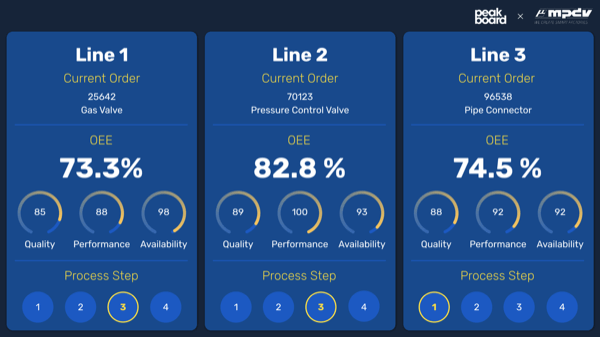 peak
board
×
µmpdv
Line 1
Current Order
25642
Gas Valve
OEE
73.3%
85
88
98
Quality
Performance
Availability
Process Step
1
2
3
4
Line 2
Current Order
70123
Pressure Control Valve
OEE
82.8 %
89
100
93
Quality
Performance
Availability
Process Step
1
2
3
4
Line 3
Current Order
96538
Pipe Connector
OEE
74.5 %
88
92
92
Quality
Performance
Availability
Process Step
1
2
3
4